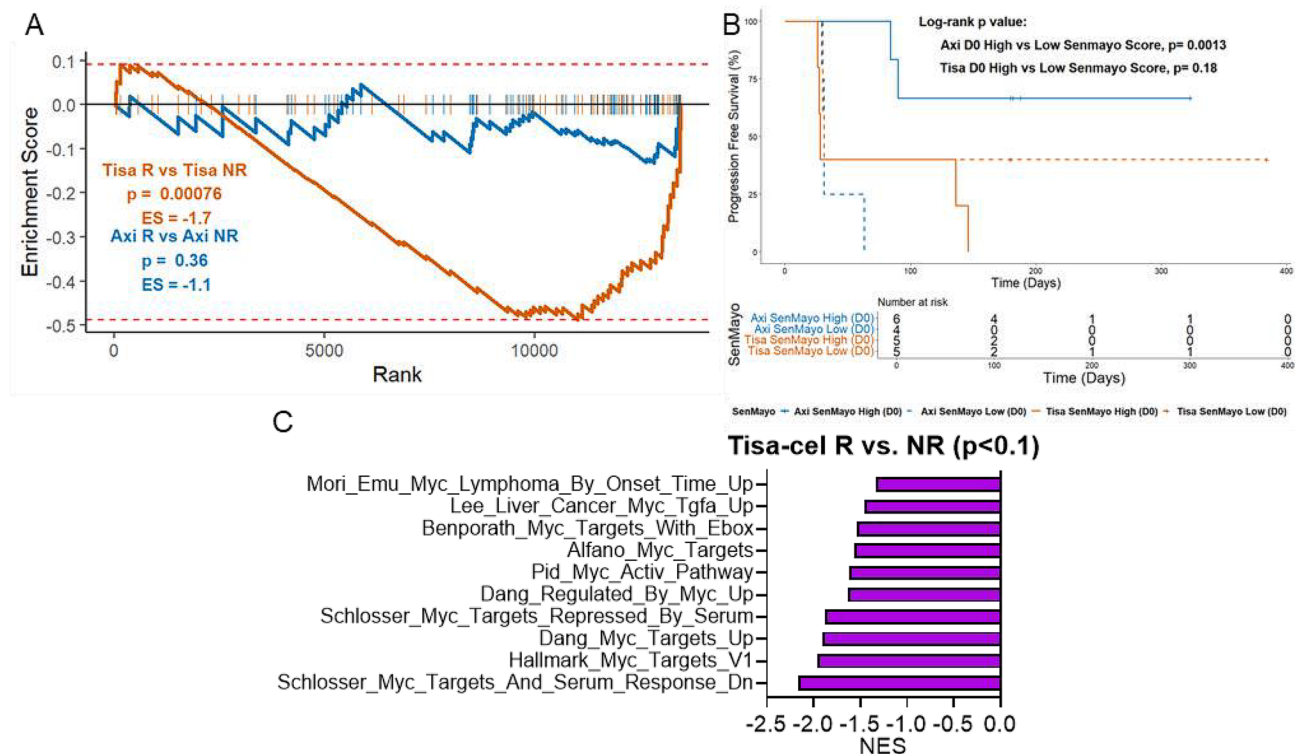 A
Enrichment Score
0.1
0.0
-0.1
-0.2
-0.3
-0.4
-0.5
Tisa R vs Tisa NR
p = 0.00076
ES = -1.7
Axi R vs Axi NR
p = 0.36
ES = -1.1
0
5000
10000
Rank
B
Progression Free Survival (%)
100
75
50
25
0
Log-rank p value:
Axi D0 High vs Low Senmayo Score, p= 0.0013
Tisa D0 High vs Low Senmayo Score, p= 0.18
0 100 200 300 400
Time (Days)
Number at risk
SenMayo
Axi SenMayo High (D0) 6 4 1 1 0
Axi SenMayo Low (D0) 4 0 0 0 0
Tisa SenMayo High (D0) 5 2 0 0 0
Tisa SenMayo Low (D0) 5 2 1 1 0
0 100 200 300 400
Time (Days)
SenMayo Axi SenMayo High (D0) Axi SenMayo Low (D0) Tisa SenMayo High (D0) Tisa SenMayo Low (D0)
C
Tisa-cel R vs. NR (p<0.1)
Mori_Emu_Myc_Lymphoma_By_Onset_Time_Up
Lee_Liver_Cancer_Myc_Tgfa_Up
Benporath_Myc_Targets_With_Ebox
Alfano_Myc_Targets
Pid_Myc_Activ_Pathway
Dang_Regulated_By_Myc_Up
Schlosser_Myc_Targets_Repressed_By_Serum
Dang_Myc_Targets_Up
Hallmark_Myc_Targets_V1
Schlosser_Myc_Targets_And_Serum_Response_Dn
-2.5 -2.0 -1.5 -1.0 -0.5 0.0
NES